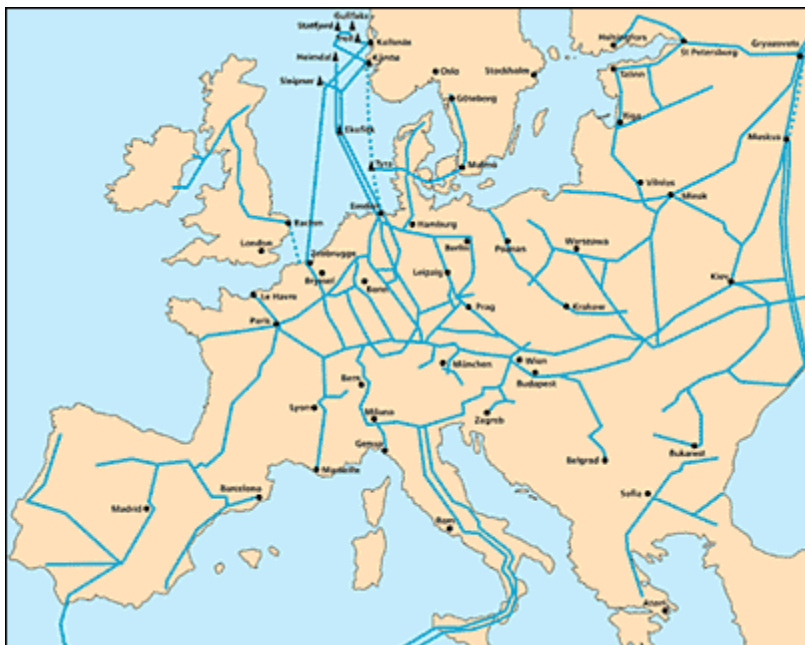 Gullfaks
Statfjord
Troll
Kollsnes
Heimdal
Kårstø
Sleipner
Oslo
Stockholm
Helsingfors
St Petersburg
Gryazovets
Tallinn
Göteborg
Ekofisk
Riga
Moskva
Tyra
Malmö
Vilnius
Minsk
Emden
Hamburg
Bacton
London
Berlin
Poznan
Warszawa
Zeebrugge
Bryssel
Bonn
Leipzig
Kiev
Le Havre
Prag
Krakow
Paris
München
Wien
Budapest
Bern
Lyon
Milano
Zagreb
Genua
Bukarest
Belgrad
Marseille
Barcelona
Madrid
Sofia
Rom
Aten